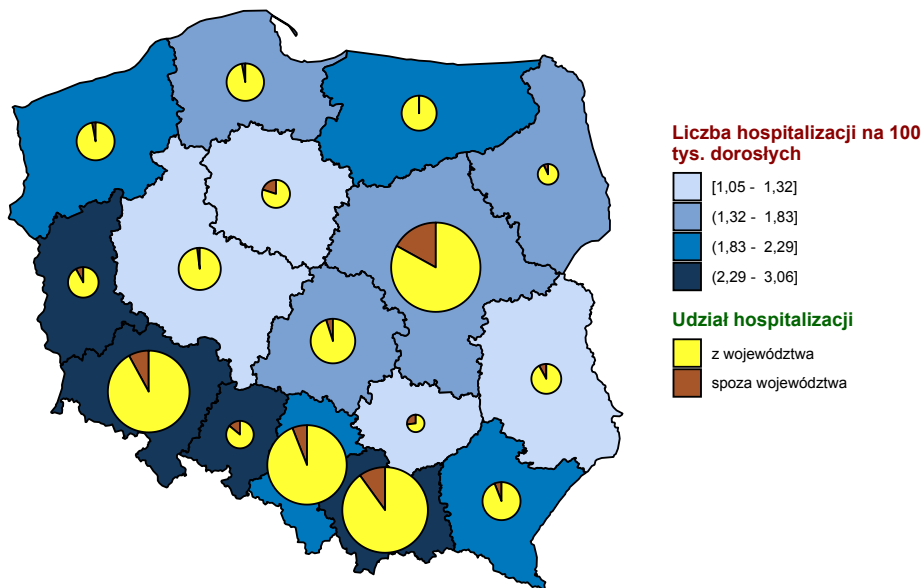 Liczba hospitalizacji na 100
tys. dorosłych
[1,05 - 1,32]
(1,32 - 1,83]
(1,83 - 2,29]
(2,29 - 3,06]
Udział hospitalizacji
z województwa
spoza województwa